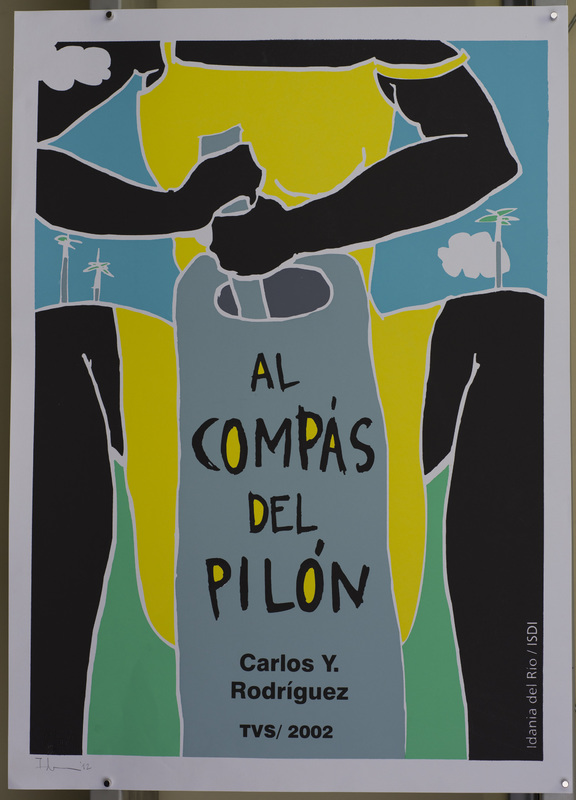 AL
COMPÁS
DEL
PILÓN
Carlos Y.
Rodríguez
TVS/ 2002
Idania del Río / ISDI